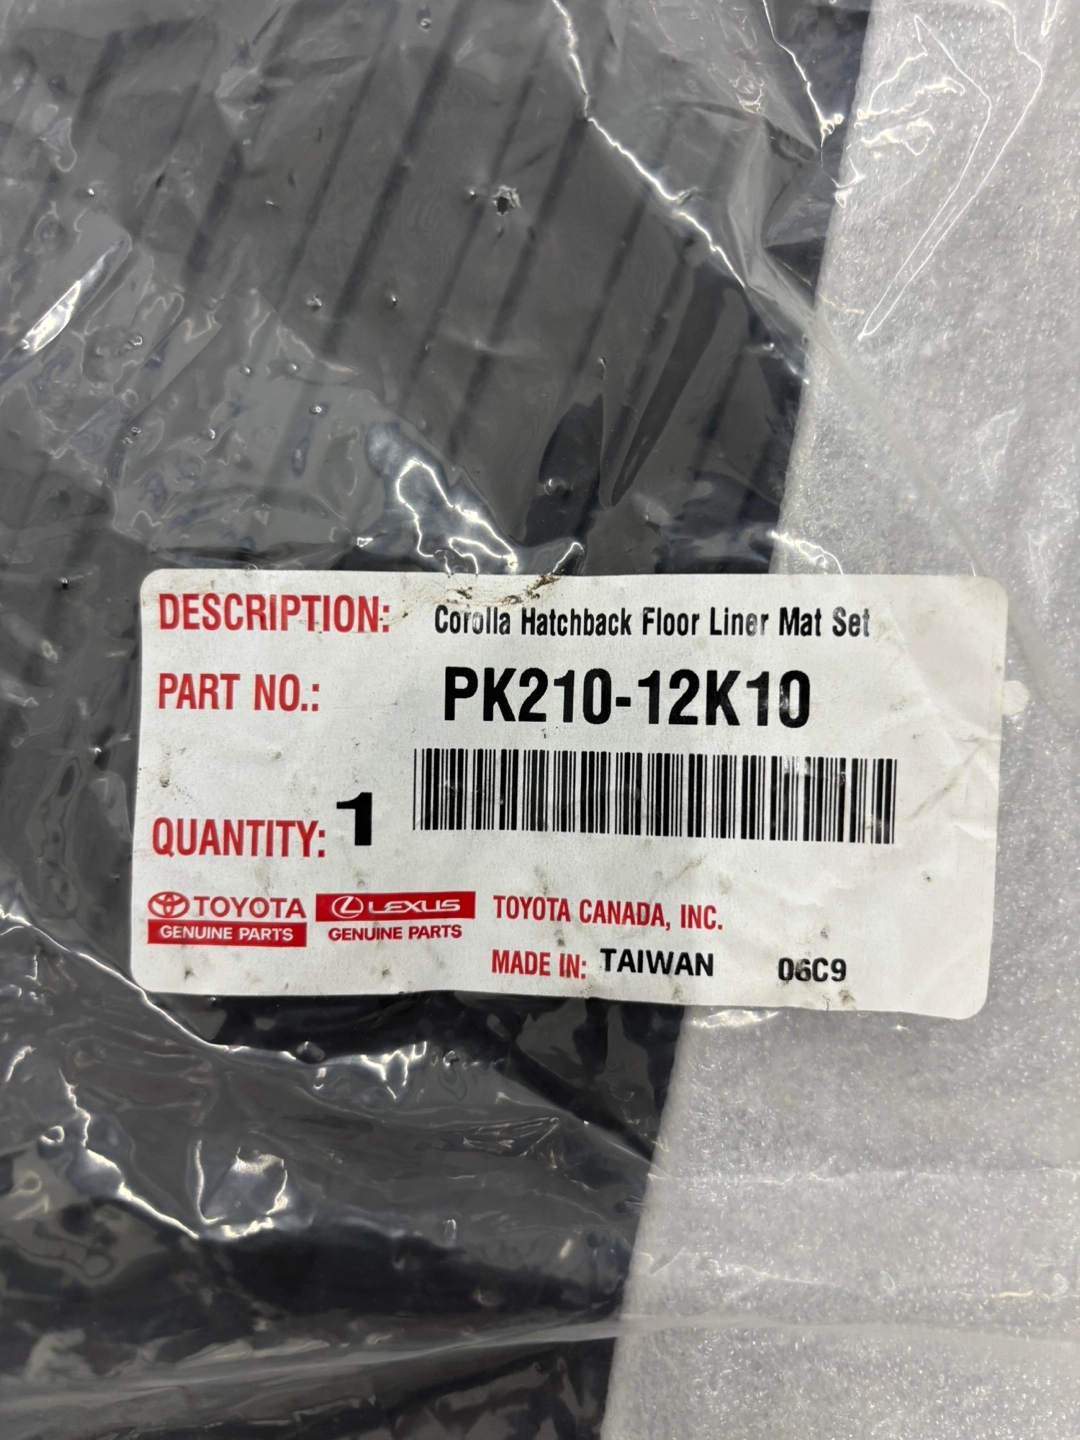 DESCRIPTION: Corolla Hatchback Floor Liner Mat Set
PART NO.: PK210-12K10
QUANTITY: 1
TOYOTA LEXUS TOYOTA CANADA, INC.
GENUINE PARTS GENUINE PARTS
MADE IN: TAIWAN 06C9